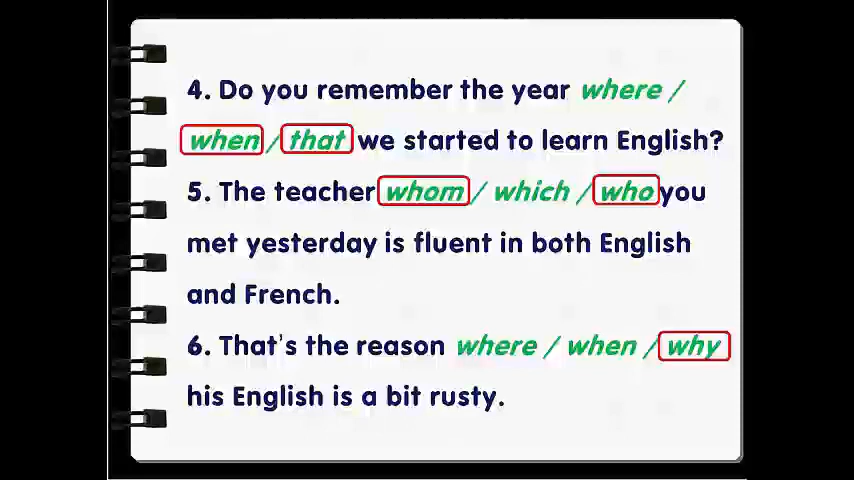 4. Do you remember the year where /
when / that we started to learn English?
5. The teacher whom / which / who you
met yesterday is fluent in both English
and French.
6. That's the reason where / when / why
his English is a bit rusty.